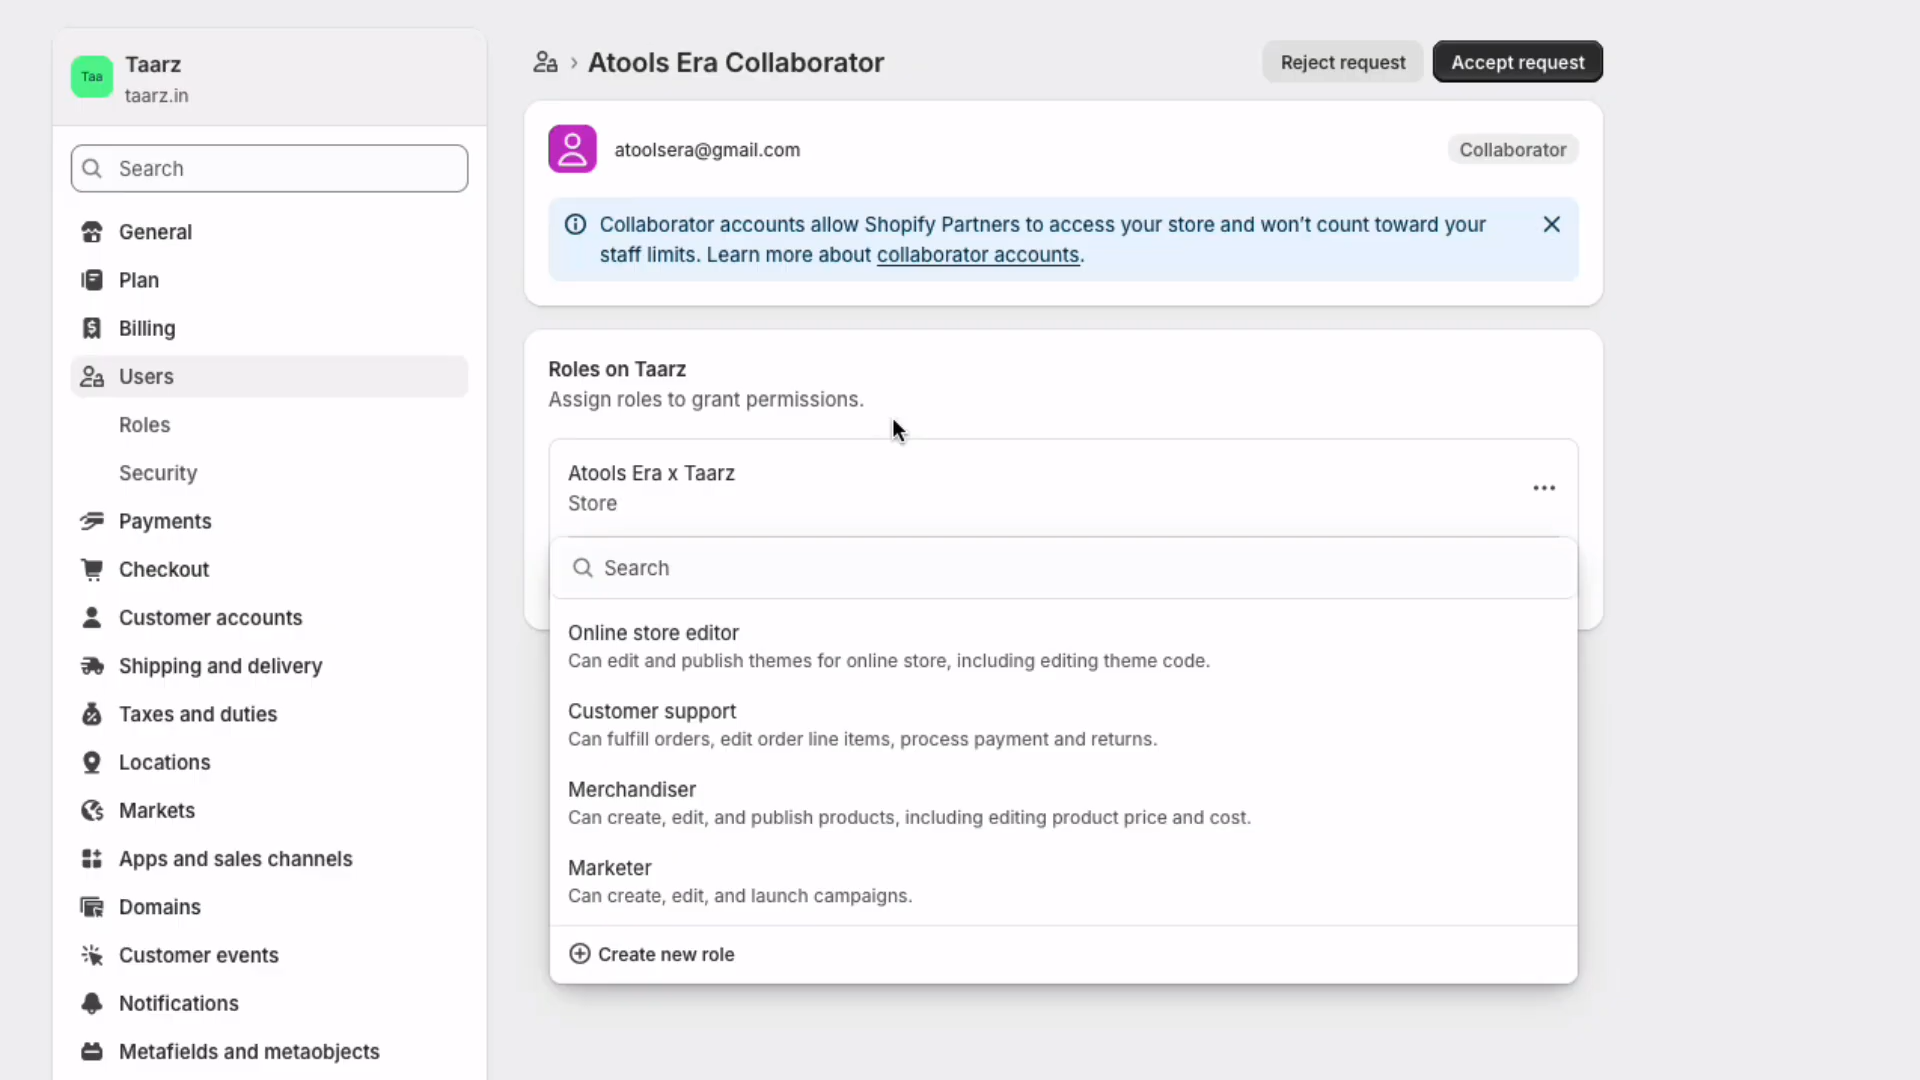 Taa
Taarz
taarz.in
Search
General
Plan
Billing
Users
Roles
Security
Payments
Checkout
Customer accounts
Shipping and delivery
Taxes and duties
Locations
Markets
Apps and sales channels
Domains
Customer events
Notifications
Metafields and metaobjects
Atools Era Collaborator
Reject request
Accept request
atoolsera@gmail.com
Collaborator
Collaborator accounts allow Shopify Partners to access your store and won’t count toward your
staff limits. Learn more about collaborator accounts.
Roles on Taarz
Assign roles to grant permissions.
Atools Era x Taarz
Store
Search
Online store editor
Can edit and publish themes for online store, including editing theme code.
Customer support
Can fulfill orders, edit order line items, process payment and returns.
Merchandiser
Can create, edit, and publish products, including editing product price and cost.
Marketer
Can create, edit, and launch campaigns.
Create new role